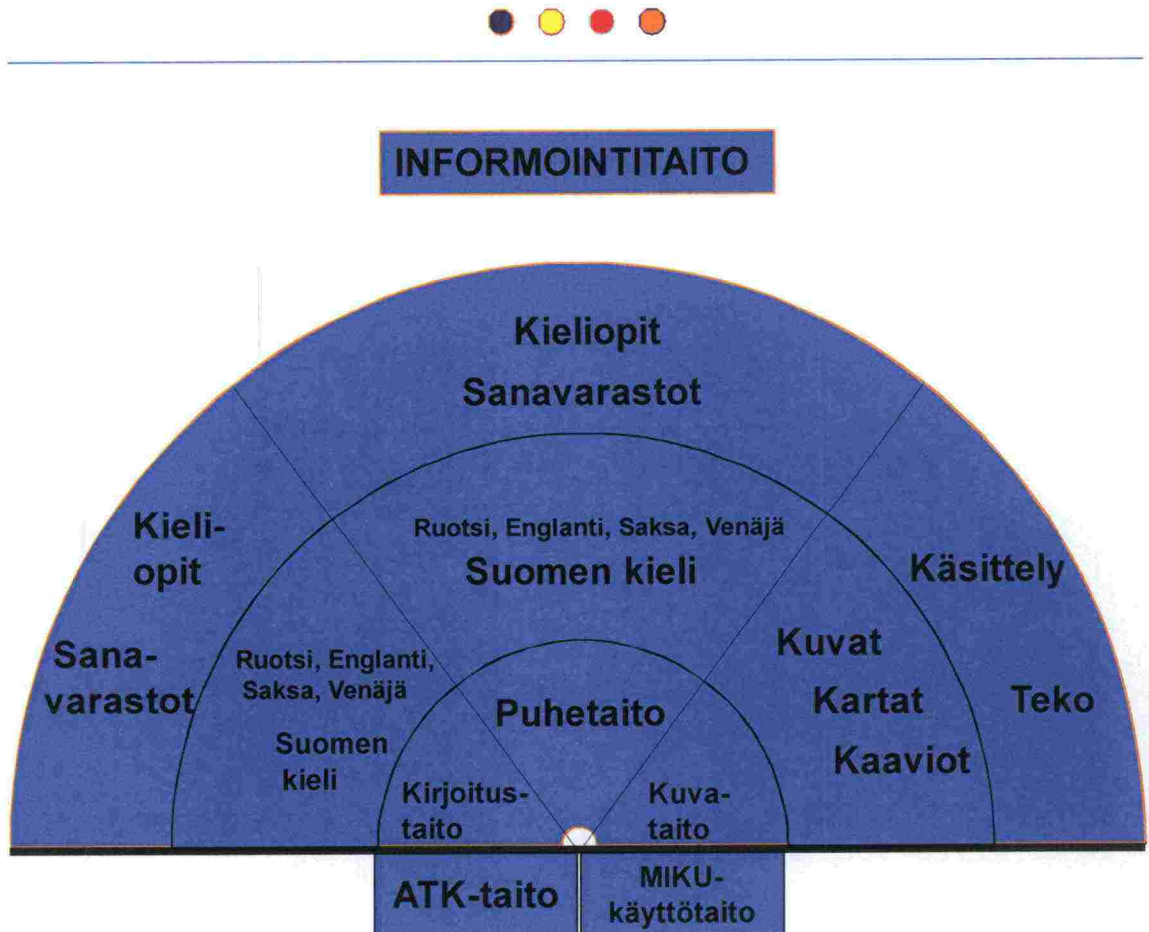 INFORMOINTITAITO
Kieliopit
Sanavarastot
Kieli-
opit
Sana-
varastot
Ruotsi, Englanti, Saksa, Venäjä
Suomen kieli
Ruotsi, Englanti,
Saksa, Venäjä
Suomen
kieli
Käsittely
Teko
Kuvat
Kartat
Kaaviot
Puhetaito
Kirjoitus-
taito
Kuva-
taito
ATK-taito
MIKU-
käyttötaito